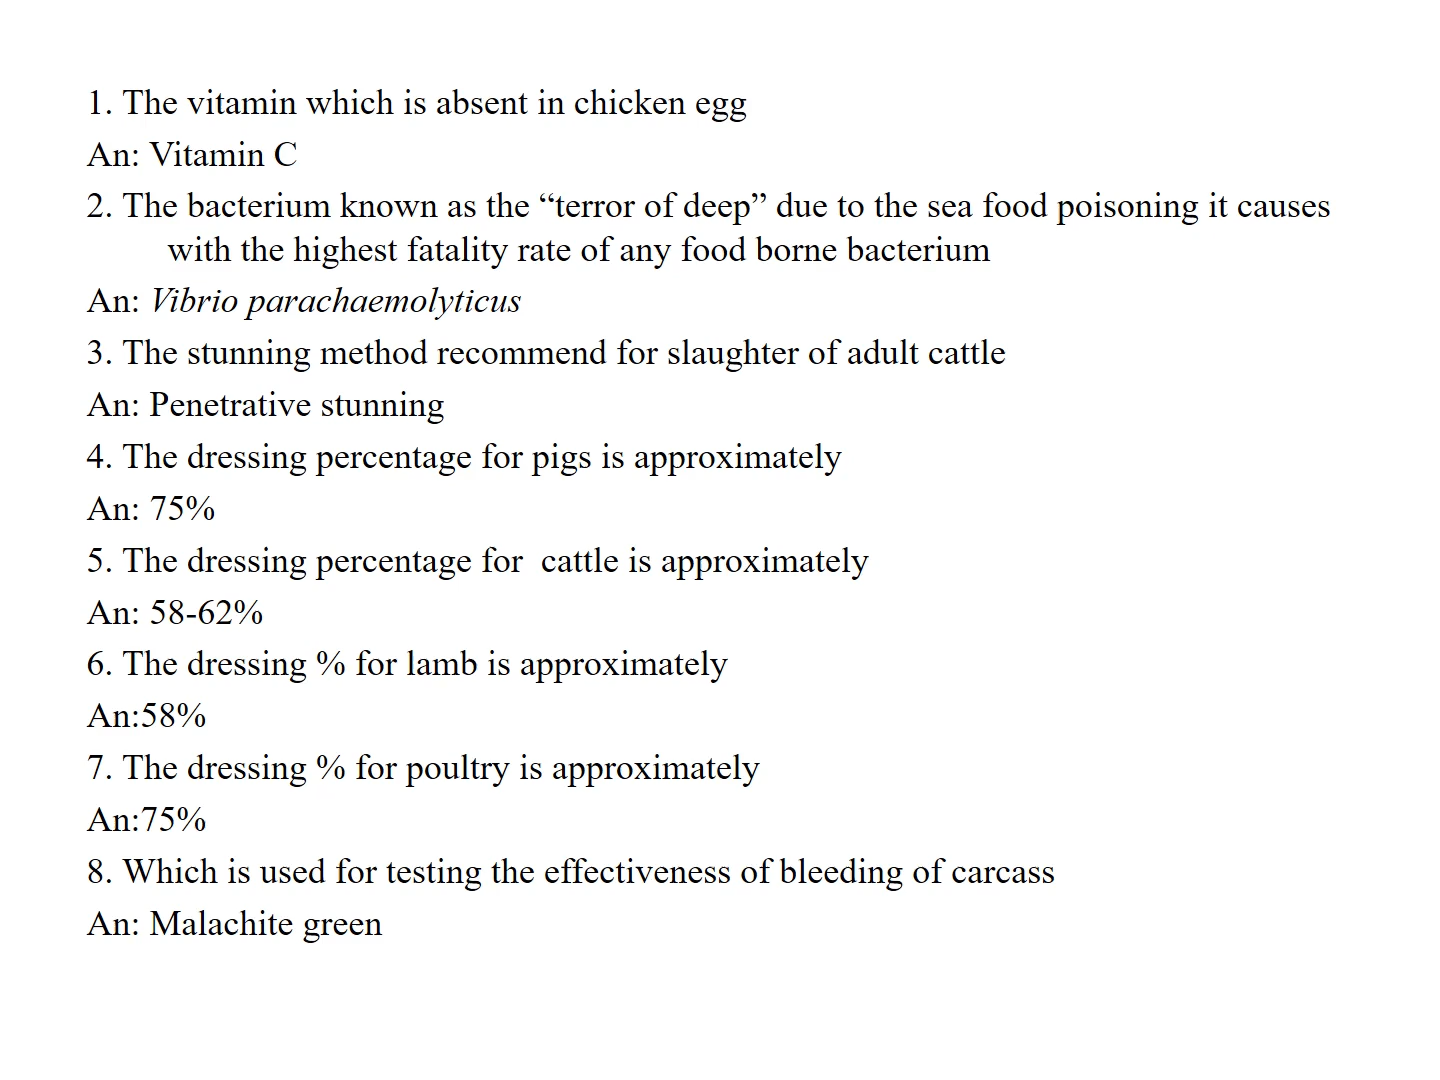 1. The vitamin which is absent in chicken egg
An: Vitamin C
2. The bacterium known as the “terror of deep” due to the sea food poisoning it causes
with the highest fatality rate of any food borne bacterium
An: Vibrio parachaemolyticus
3. The stunning method recommend for slaughter of adult cattle
An: Penetrative stunning
4. The dressing percentage for pigs is approximately
An: 75%
5. The dressing percentage for  cattle is approximately
An: 58-62%
6. The dressing % for lamb is approximately
An:58%
7. The dressing % for poultry is approximately
An:75%
8. Which is used for testing the effectiveness of bleeding of carcass
An: Malachite green